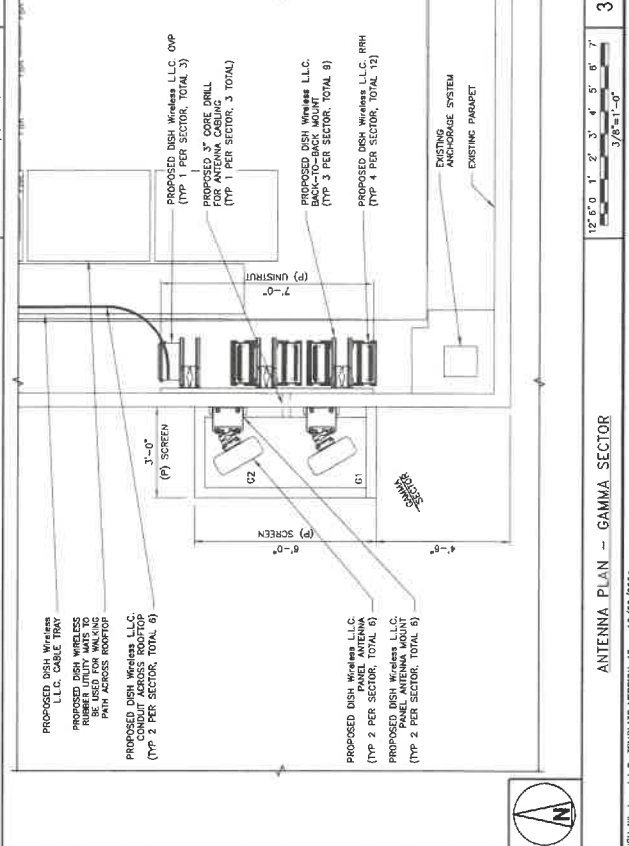 PROPOSED DISH Wireless
L.L.C. CABLE TRAY
PROPOSED DISH WIRELESS
RUBBER UTILITY MATS TO
BE USED FOR WALKING
PATH ACROSS ROOFTOP
PROPOSED DISH Wireless L.L.C.
CONDUIT ACROSS ROOFTOP
(TYP 2 PER SECTOR, TOTAL 6)
PROPOSED DISH Wireless L.L.C. OVP
(TYP 1 PER SECTOR, TOTAL 3)
PROPOSED 3" CORE DRILL
FOR ANTENNA CABLING
(TYP 1 PER SECTOR, 3 TOTAL)
PROPOSED DISH Wireless L.L.C.
BACK-TO-BACK MOUNT
(TYP 3 PER SECTOR, TOTAL 9)
PROPOSED DISH Wireless L.L.C. RRH
(TYP 4 PER SECTOR, TOTAL 12)
EXISTING
ANCHORAGE SYSTEM
EXISTING PARAPET
3'-0"
(P) SCREEN
7'-0"
(P) UNISTRUT
6'-0"
(P) SCREEN
4'-6"
G2
G1
GAMMA
SECTOR
PROPOSED DISH Wireless L.L.C.
PANEL ANTENNA
(TYP 2 PER SECTOR, TOTAL 6)
PROPOSED DISH Wireless L.L.C.
PANEL ANTENNA MOUNT
(TYP 2 PER SECTOR, TOTAL 6)
N
ANTENNA PLAN - GAMMA SECTOR
12" 6" 0 1' 2' 3' 4' 5' 6' 7'
3/8"=1'-0"
3